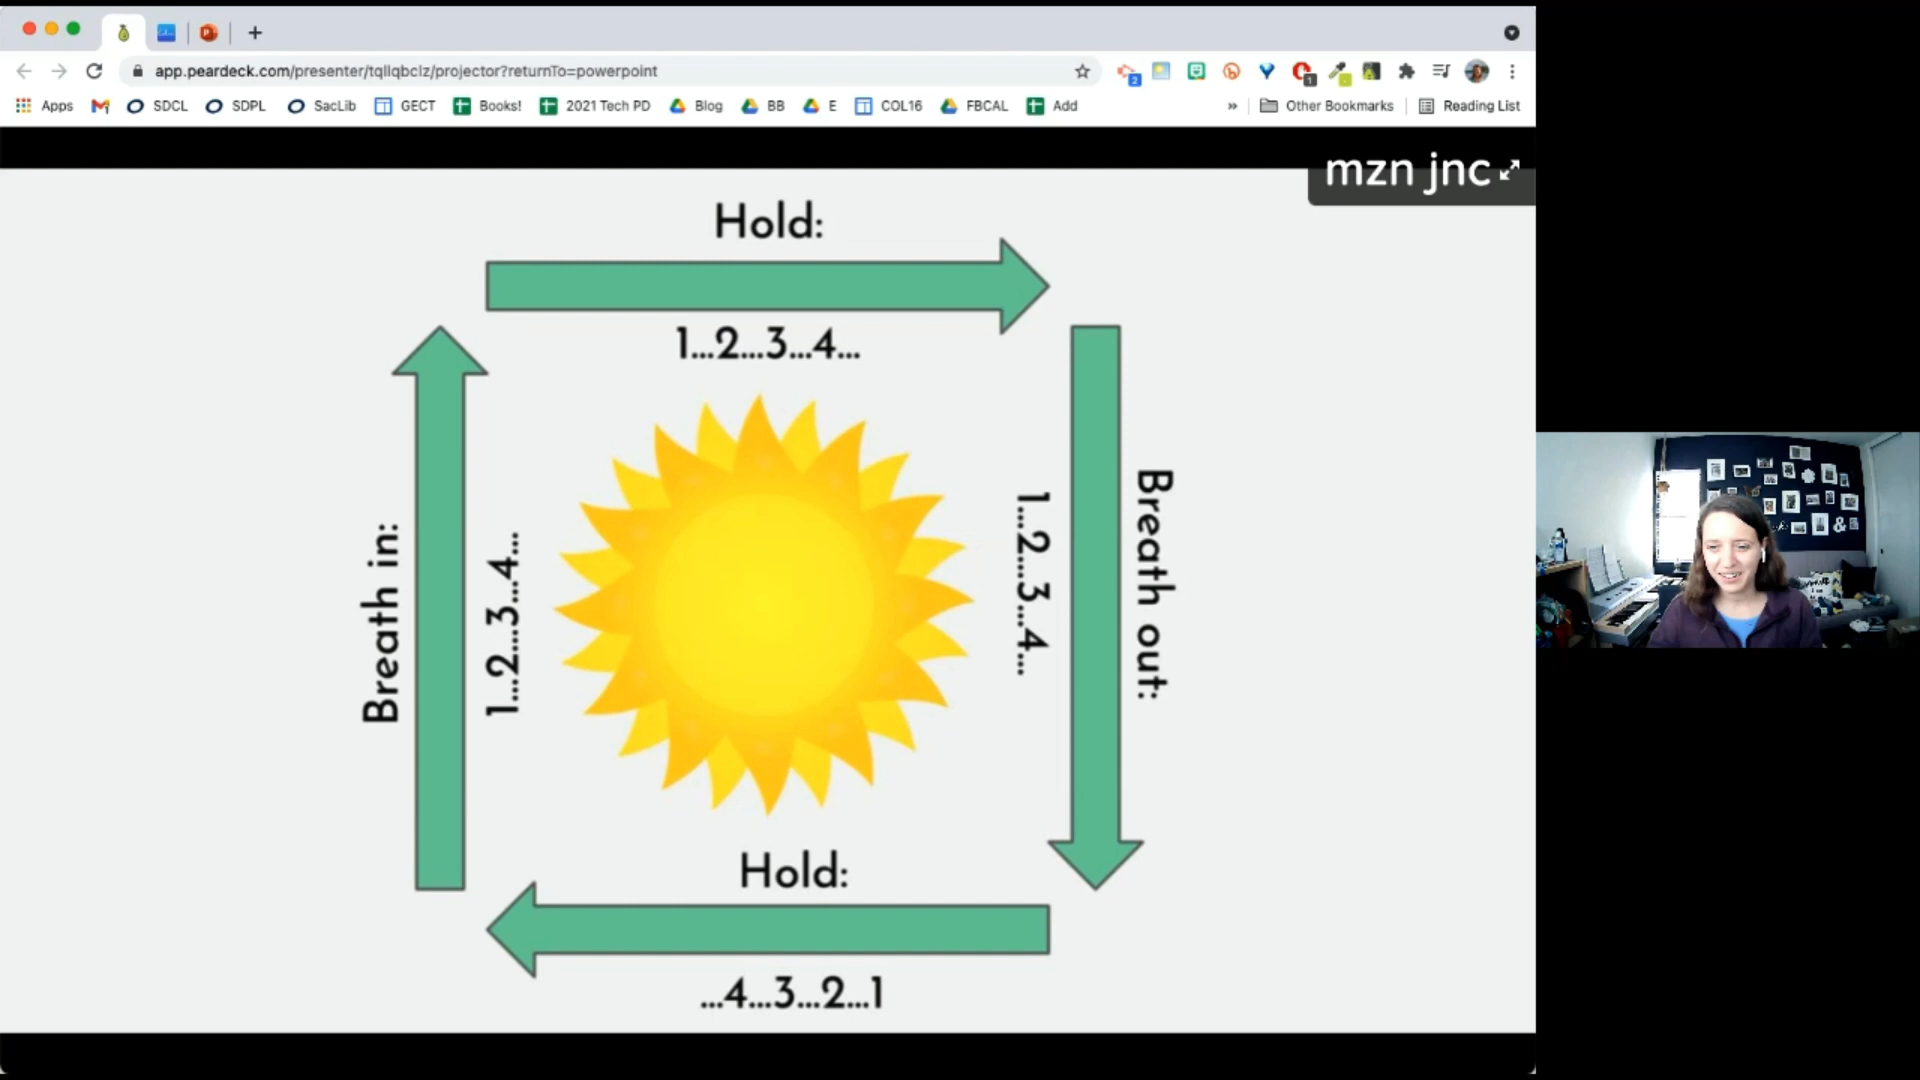 app.peardeck.com/presenter/tqllqbclz/projector?returnTo=powerpoint
Apps SDCL SDPL SacLib GECT Books! 2021 Tech PD Blog BB E COL16 FBCAL Add » Other Bookmarks Reading List
mzn jnc
Hold:
1...2...3...4...
Breath in:
1...2...3...4...
1...2...3...4...
Breath out:
Hold:
...4...3...2...1